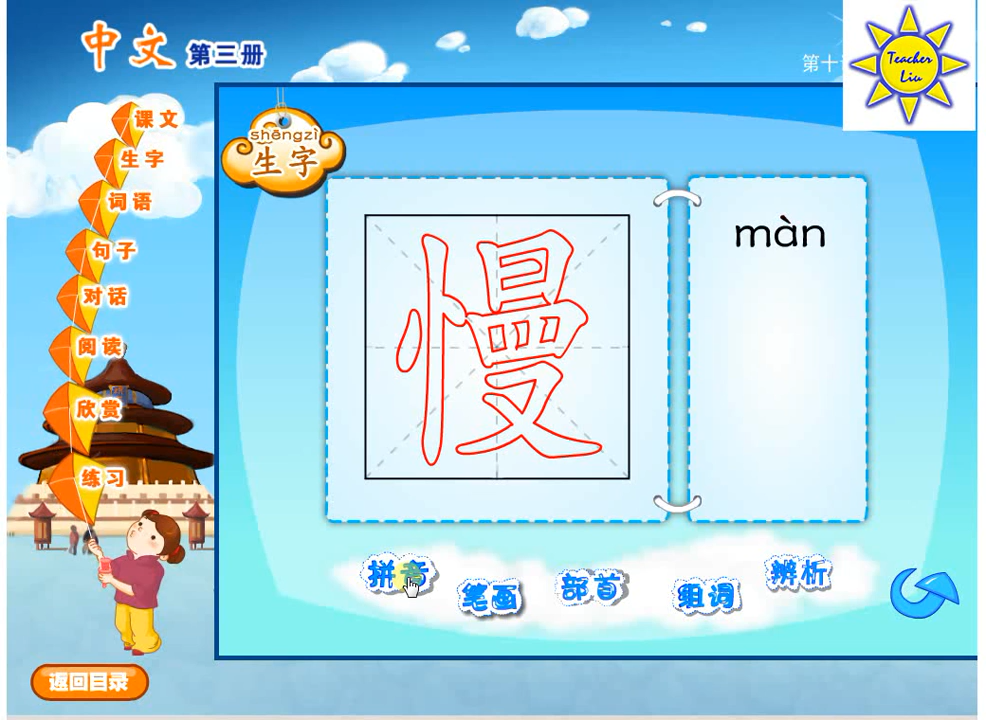 中文 第三册
第十
Teacher
Liu
课文
生字
词语
句子
对话
阅读
欣赏
练习
shēngzì
生字
慢
màn
拼音
笔画
部首
组词
辨析
返回目录